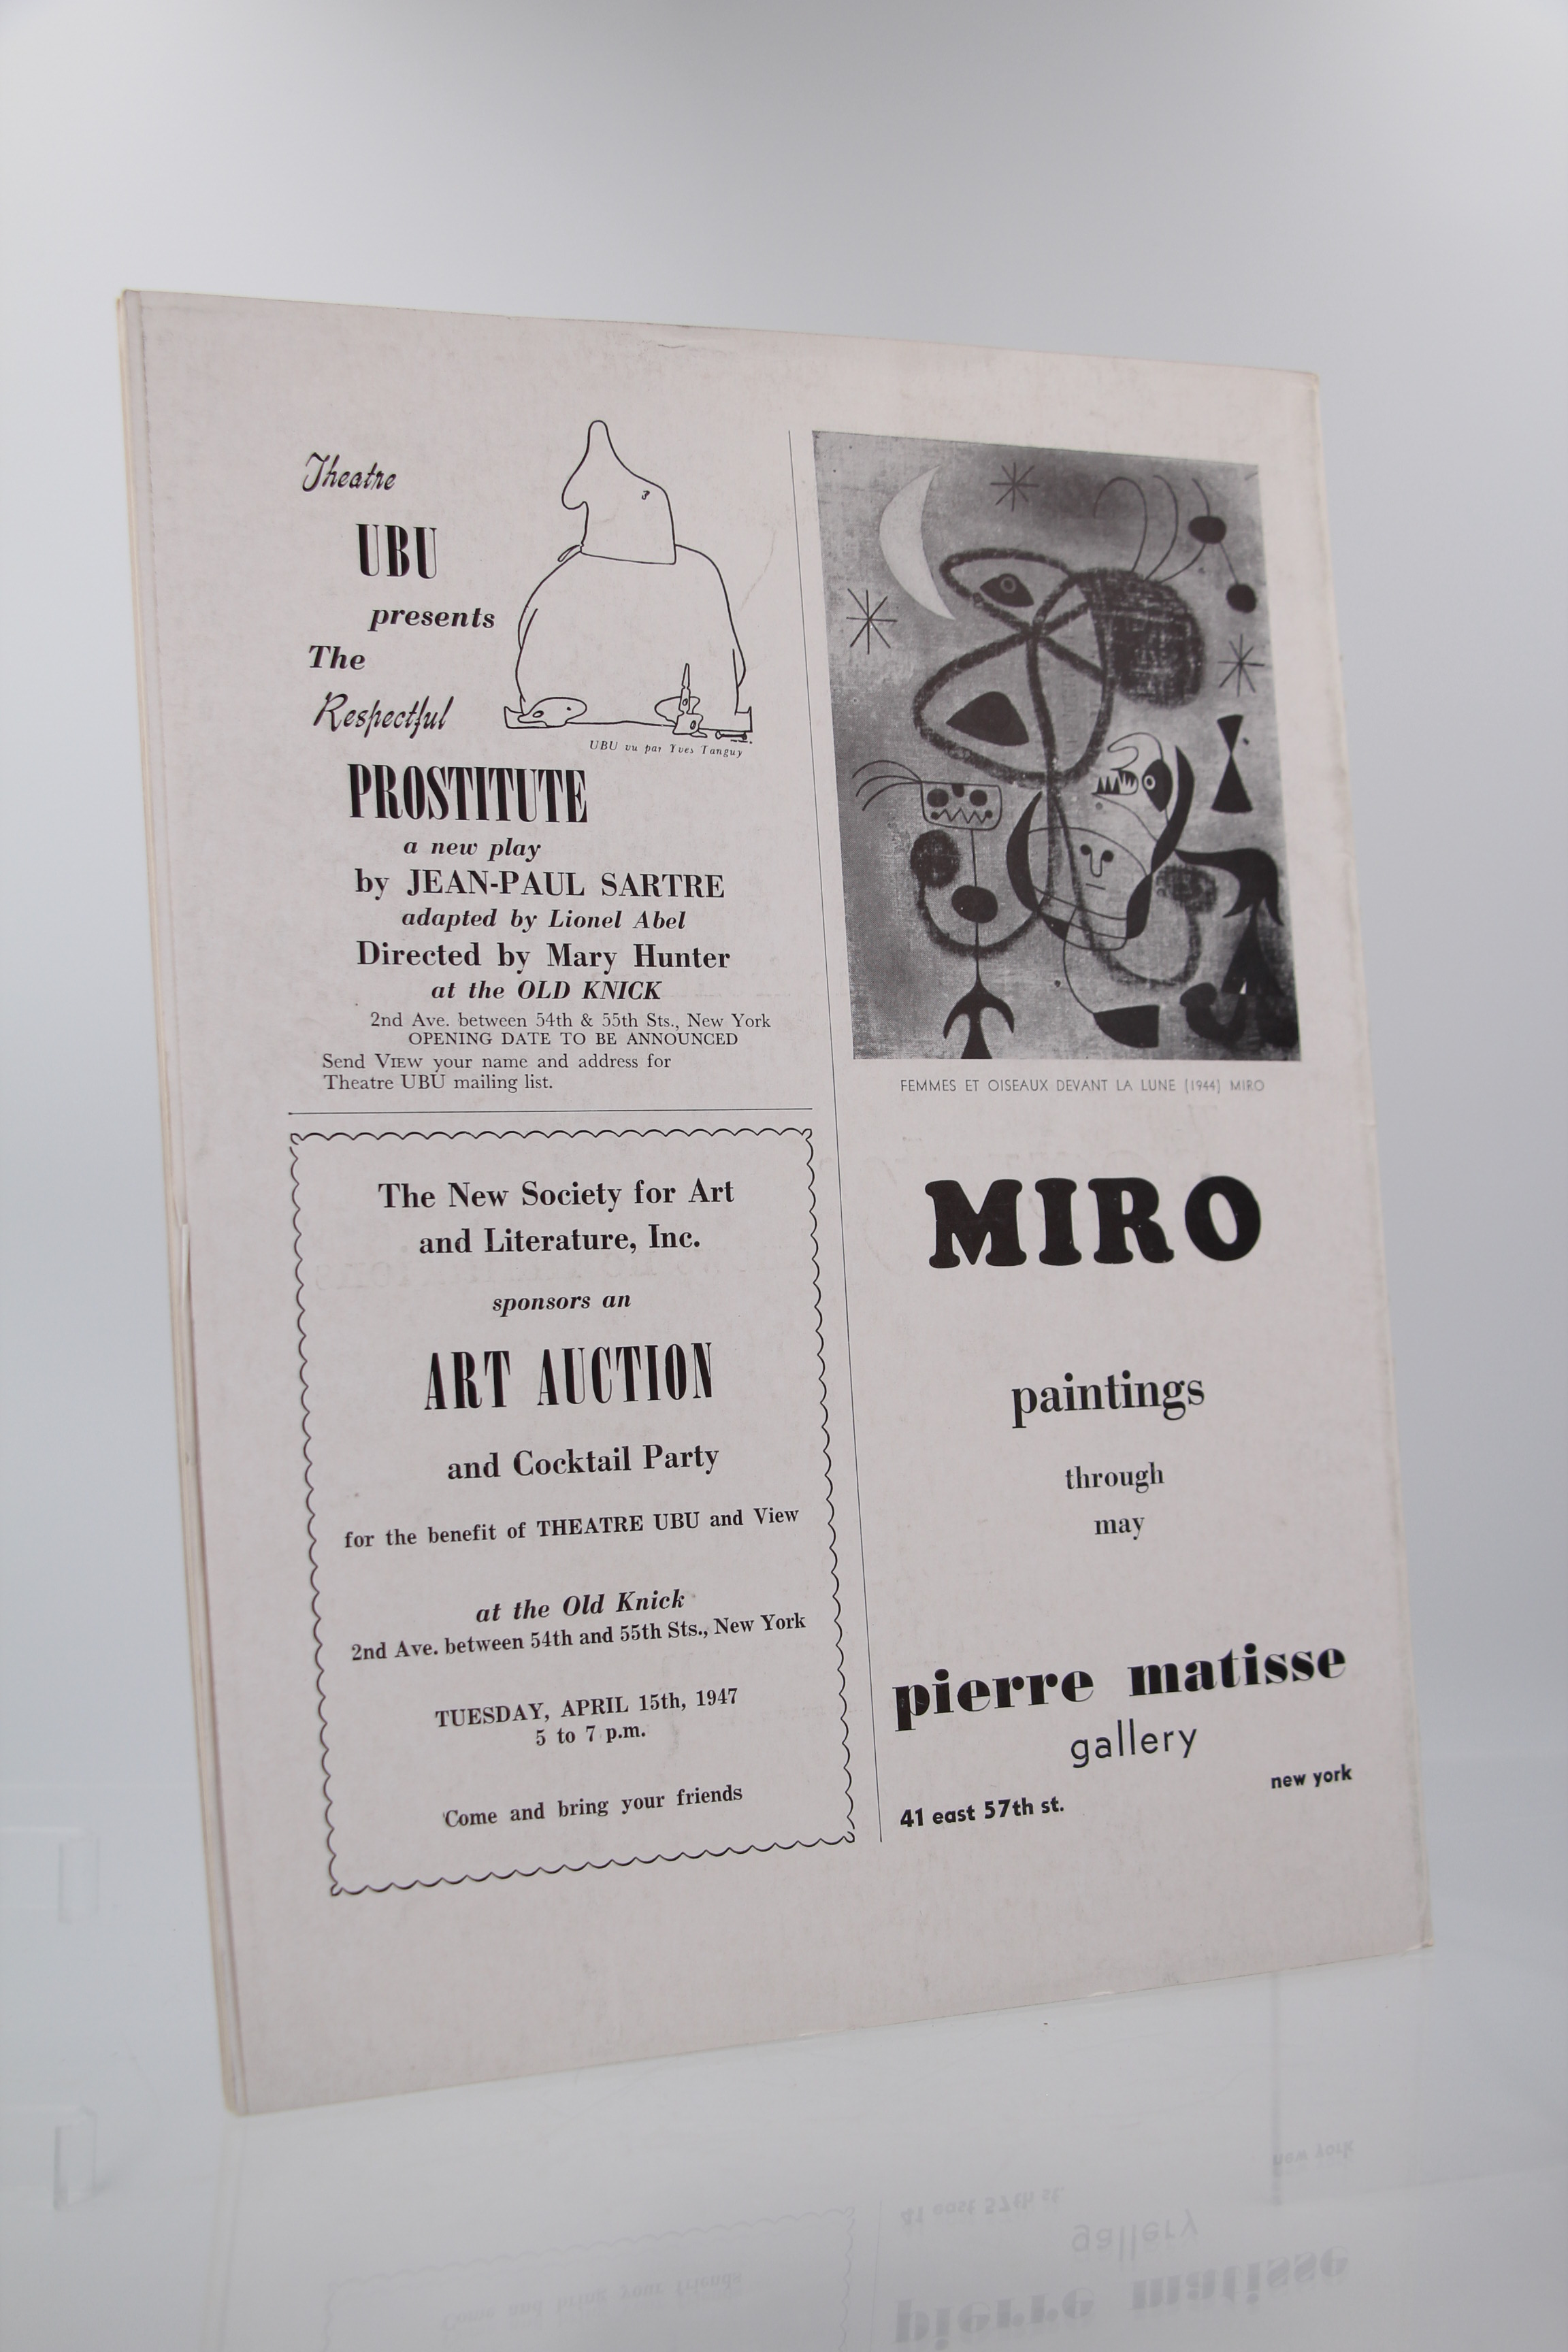 Theatre
UBU
presents
The
Respectful
PROSTITUTE
UBU vu par Yves Tanguy
a new play
by JEAN-PAUL SARTRE
adapted by Lionel Abel
Directed by Mary Hunter
at the OLD KNICK
2nd Ave. between 54th & 55th Sts., New York
OPENING DATE TO BE ANNOUNCED
Send VIEW your name and address for
Theatre UBU mailing list.
The New Society for Art
and Literature, Inc.
sponsors an
ART AUCTION
and Cocktail Party
for the benefit of THEATRE UBU and View
at the Old Knick
2nd Ave. between 54th and 55th Sts., New York
TUESDAY, APRIL 15th, 1947
5 to 7 p.m.
Come and bring your friends
FEMMES ET OISEAUX DEVANT LA LUNE (1944) MIRO
MIRO
paintings
through
may
pierre matisse
gallery
new york
41 east 57th st.